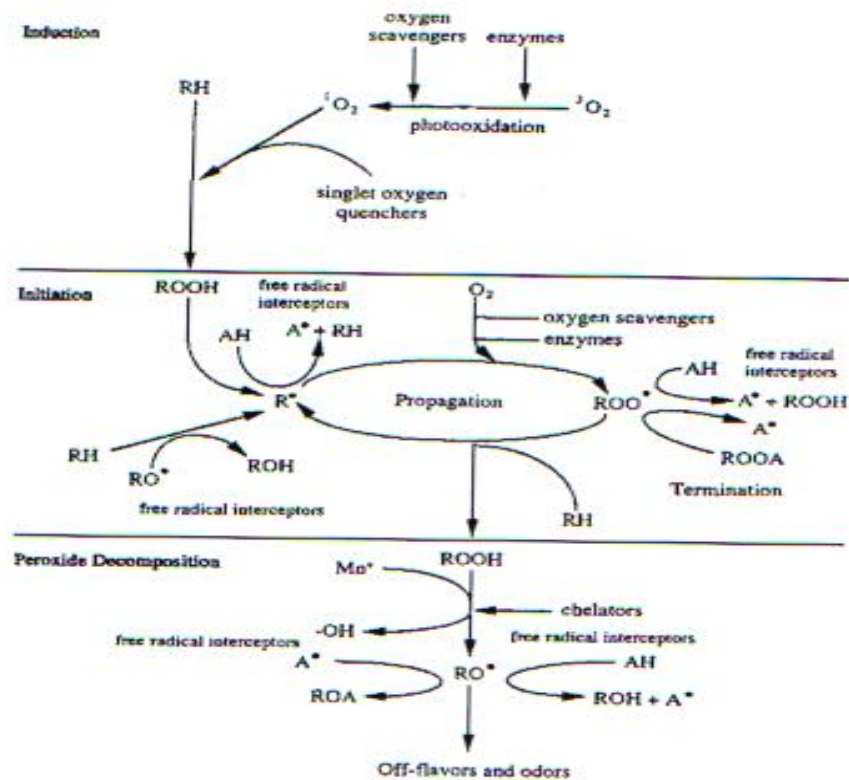 oxygen
scavengers enzymes
Induction
RH
¹O₂ ³O₂
photooxidation
singlet oxygen
quenchers
Initiation
ROOH
free radical
interceptors
AH
A• + RH
O₂
oxygen scavengers
enzymes
R•
Propagation
ROO•
free radical
interceptors
AH
A• + ROOH
A•
ROOA
Termination
RH
RO•
ROH
free radical interceptors
RH
Peroxide Decomposition
ROOH
Mn⁺
chelators
-OH
free radical interceptors
free radical interceptors
A•
ROA
RO•
AH
ROH + A•
Off-flavors and odors